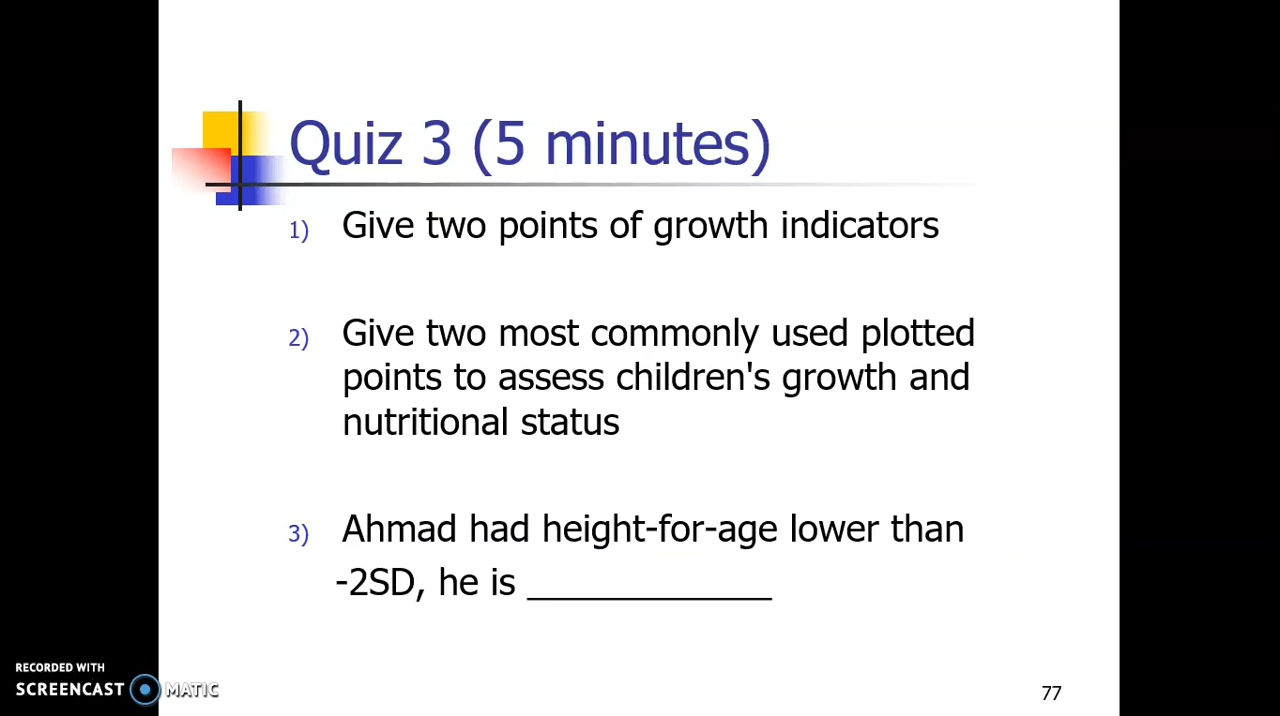 Quiz 3 (5 minutes)
1) Give two points of growth indicators
2) Give two most commonly used plotted
points to assess children's growth and
nutritional status
3) Ahmad had height-for-age lower than
-2SD, he is _____________
RECORDED WITH
SCREENCAST MATIC
77